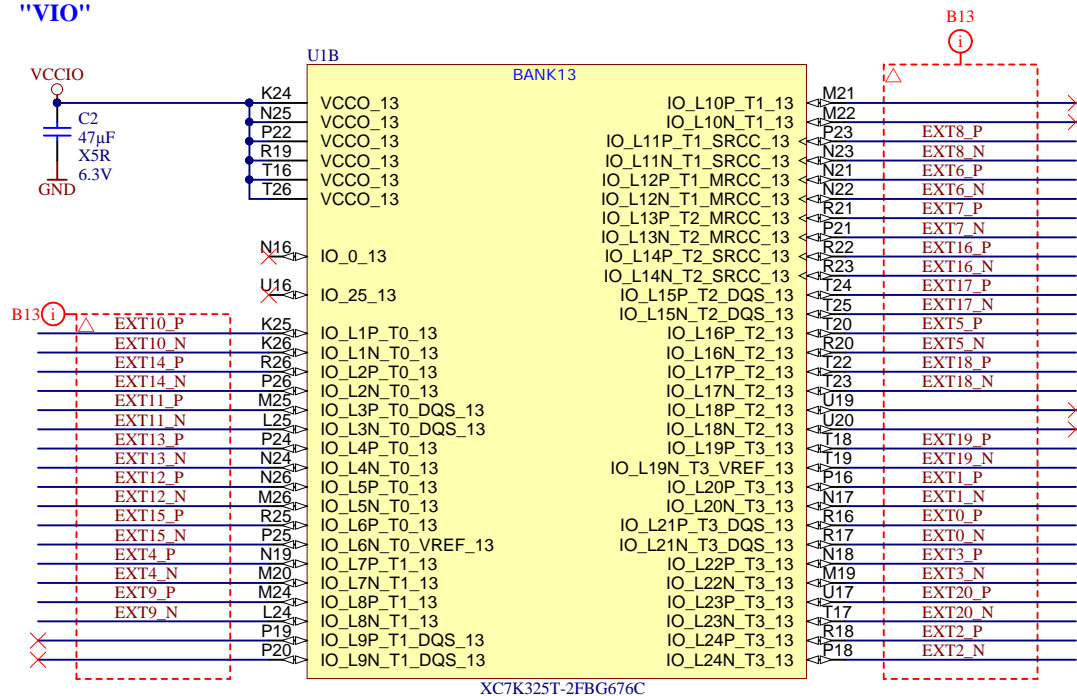 "VIO"
B13
i
U1B
BANK13
VCCIO
C2
47µF
X5R
6.3V
GND
K24 VCCO_13
N25 VCCO_13
P22 VCCO_13
R19 VCCO_13
T16 VCCO_13
T26 VCCO_13
N16 IO_0_13
U16 IO_25_13
B13 i
EXT10_P K25 IO_L1P_T0_13
EXT10_N K26 IO_L1N_T0_13
EXT14_P R26 IO_L2P_T0_13
EXT14_N P26 IO_L2N_T0_13
EXT11_P M25 IO_L3P_T0_DQS_13
EXT11_N L25 IO_L3N_T0_DQS_13
EXT13_P P24 IO_L4P_T0_13
EXT13_N N24 IO_L4N_T0_13
EXT12_P N26 IO_L5P_T0_13
EXT12_N M26 IO_L5N_T0_13
EXT15_P R25 IO_L6P_T0_13
EXT15_N P25 IO_L6N_T0_VREF_13
EXT4_P N19 IO_L7P_T1_13
EXT4_N M20 IO_L7N_T1_13
EXT9_P M24 IO_L8P_T1_13
EXT9_N L24 IO_L8N_T1_13
P19 IO_L9P_T1_DQS_13
P20 IO_L9N_T1_DQS_13
IO_L10P_T1_13 M21
IO_L10N_T1_13 M22
IO_L11P_T1_SRCC_13 P23 EXT8_P
IO_L11N_T1_SRCC_13 N23 EXT8_N
IO_L12P_T1_MRCC_13 N21 EXT6_P
IO_L12N_T1_MRCC_13 N22 EXT6_N
IO_L13P_T2_MRCC_13 R21 EXT7_P
IO_L13N_T2_MRCC_13 P21 EXT7_N
IO_L14P_T2_SRCC_13 R22 EXT16_P
IO_L14N_T2_SRCC_13 R23 EXT16_N
IO_L15P_T2_DQS_13 T24 EXT17_P
IO_L15N_T2_DQS_13 T25 EXT17_N
IO_L16P_T2_13 T20 EXT5_P
IO_L16N_T2_13 R20 EXT5_N
IO_L17P_T2_13 T22 EXT18_P
IO_L17N_T2_13 T23 EXT18_N
IO_L18P_T2_13 U19
IO_L18N_T2_13 U20
IO_L19P_T3_13 T18 EXT19_P
IO_L19N_T3_VREF_13 T19 EXT19_N
IO_L20P_T3_13 P16 EXT1_P
IO_L20N_T3_13 N17 EXT1_N
IO_L21P_T3_DQS_13 R16 EXT0_P
IO_L21N_T3_DQS_13 R17 EXT0_N
IO_L22P_T3_13 N18 EXT3_P
IO_L22N_T3_13 M19 EXT3_N
IO_L23P_T3_13 U17 EXT20_P
IO_L23N_T3_13 T17 EXT20_N
IO_L24P_T3_13 R18 EXT2_P
IO_L24N_T3_13 P18 EXT2_N
XC7K325T-2FBG676C